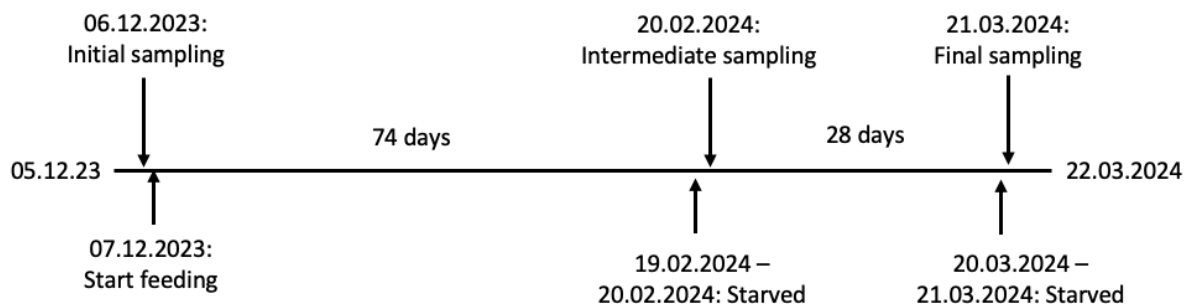 06.12.2023:
Initial sampling
20.02.2024:
Intermediate sampling
21.03.2024:
Final sampling
74 days
28 days
05.12.23
22.03.2024
07.12.2023:
Start feeding
19.02.2024 –
20.02.2024: Starved
20.03.2024 –
21.03.2024: Starved